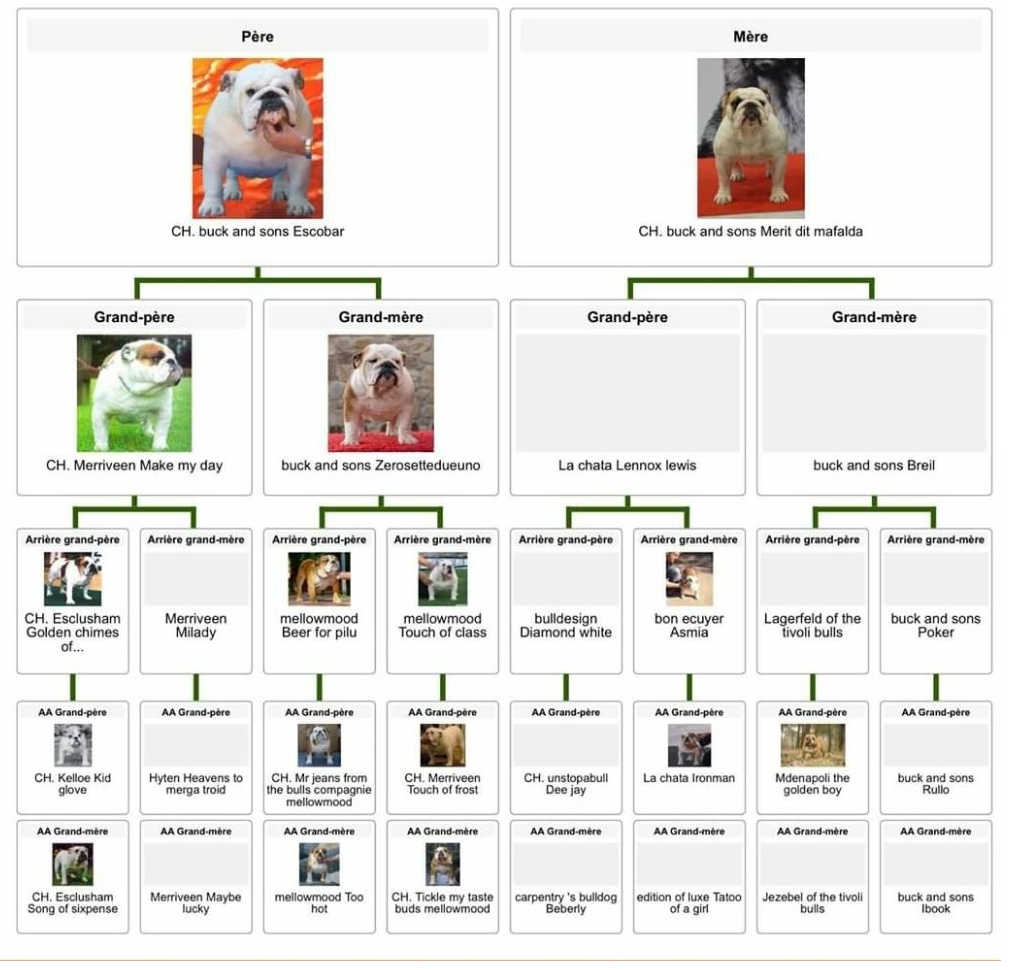 Père
Mère
CH. buck and sons Escobar
CH. buck and sons Merit dit mafalda
Grand-père
Grand-mère
Grand-père
Grand-mère
CH. Merriveen Make my day
buck and sons Zerosettedueuno
La chata Lennox lewis
buck and sons Breil
Arrière grand-père
Arrière grand-mère
Arrière grand-père
Arrière grand-mère
Arrière grand-père
Arrière grand-mère
Arrière grand-père
Arrière grand-mère
CH. Esclusham
Golden chimes
of...
Merriveen
Milady
mellowmood
Beer for pilu
mellowmood
Touch of class
bulldesign
Diamond white
bon ecuyer
Asmia
Lagerfeld of the
tivoli bulls
buck and sons
Poker
AA Grand-père
AA Grand-père
AA Grand-père
AA Grand-père
AA Grand-père
AA Grand-père
AA Grand-père
AA Grand-père
CH. Kelloe Kid
glove
Hyten Heavens to
merga troid
CH. Mr jeans from
the bulls compagnie
mellowmood
CH. Merriveen
Touch of frost
CH. unstopabull
Dee jay
La chata Ironman
Mdenapoli the
golden boy
buck and sons
Rullo
AA Grand-mère
AA Grand-mère
AA Grand-mère
AA Grand-mère
AA Grand-mère
AA Grand-mère
AA Grand-mère
AA Grand-mère
CH. Esclusham
Song of sixpense
Merriveen Maybe
lucky
mellowmood Too
hot
CH. Tickle my taste
buds mellowmood
carpentry 's bulldog
Beberly
edition of luxe Tatoo
of a girl
Jezebel of the tivoli
bulls
buck and sons
Ibook